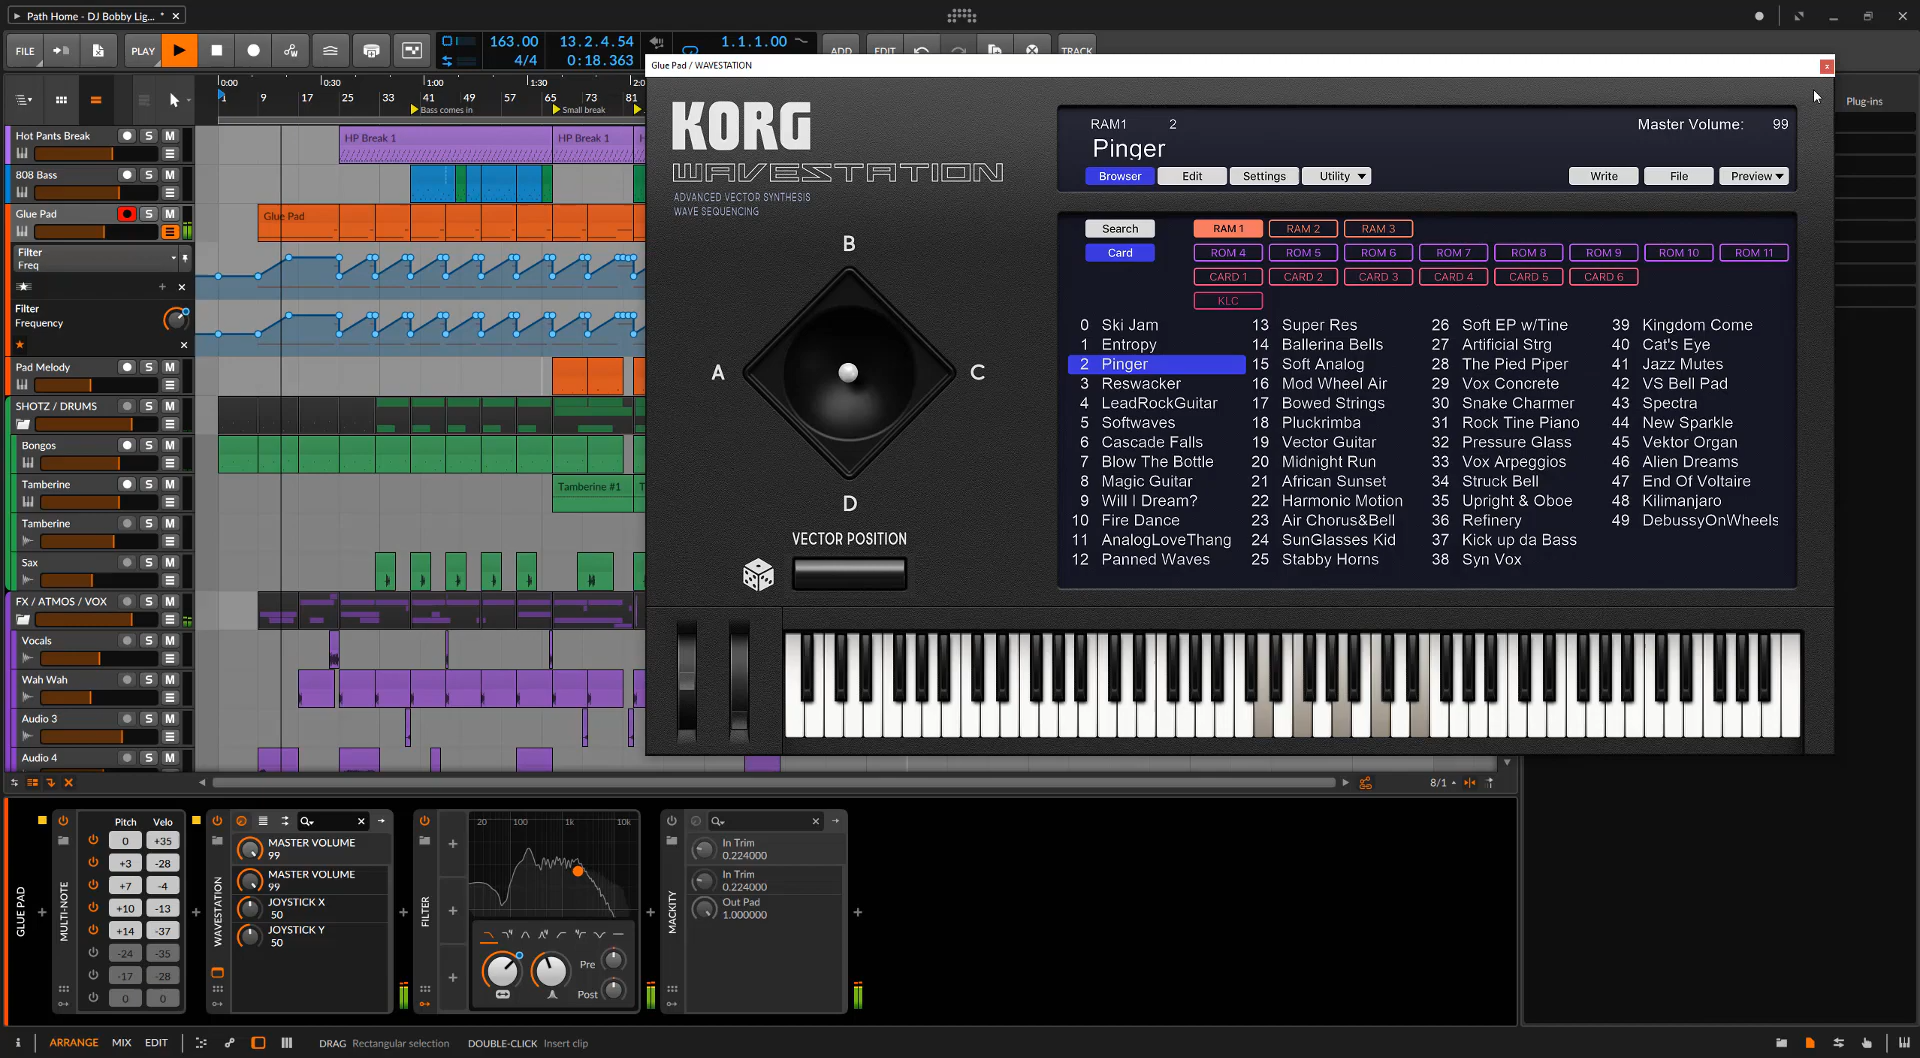 Path Home - DJ Bobby Lig... *
FILE
PLAY
163.00
4/4
13.2.4.54
0:18.363
1.1.1.00
ADD
EDIT
TRACK
Glue Pad / WAVESTATION
0:00 0:30 1:00 1:30
1 9 17 25 33 41 49 57 65 73 81
Bass comes in
Small break
Plug-ins
Hot Pants Break S M
HP Break 1
HP Break 1
808 Bass S M
Glue Pad S M
Glue Pad
Filter
Freq
Filter
Frequency
Pad Melody S M
SHOTZ / DRUMS S M
Bongos S M
Tamberine S M
Tamberine #1
Tamberine S M
Sax S M
FX / ATMOS / VOX S M
Vocals S M
Wah Wah S M
Audio 3 S M
Audio 4 S M
KORG
WAVESTATION
ADVANCED VECTOR SYNTHESIS
WAVE SEQUENCING
B
A
C
D
VECTOR POSITION
RAM1 2
Master Volume: 99
Pinger
Browser Edit Settings Utility Write File Preview
Search RAM 1 RAM 2 RAM 3
Card ROM 4 ROM 5 ROM 6 ROM 7 ROM 8 ROM 9 ROM 10 ROM 11
CARD 1 CARD 2 CARD 3 CARD 4 CARD 5 CARD 6
KLC
0 Ski Jam 13 Super Res 26 Soft EP w/Tine 39 Kingdom Come
1 Entropy 14 Ballerina Bells 27 Artificial Strg 40 Cat's Eye
2 Pinger 15 Soft Analog 28 The Pied Piper 41 Jazz Mutes
3 Reswacker 16 Mod Wheel Air 29 Vox Concrete 42 VS Bell Pad
4 LeadRockGuitar 17 Bowed Strings 30 Snake Charmer 43 Spectra
5 Softwaves 18 Pluckrimba 31 Rock Tine Piano 44 New Sparkle
6 Cascade Falls 19 Vector Guitar 32 Pressure Glass 45 Vektor Organ
7 Blow The Bottle 20 Midnight Run 33 Vox Arpeggios 46 Alien Dreams
8 Magic Guitar 21 African Sunset 34 Struck Bell 47 End Of Voltaire
9 Will I Dream? 22 Harmonic Motion 35 Upright & Oboe 48 Kilimanjaro
10 Fire Dance 23 Air Chorus&Bell 36 Refinery 49 DebussyOnWheels
11 AnalogLoveThang 24 SunGlasses Kid 37 Kick up da Bass
12 Panned Waves 25 Stabby Horns 38 Syn Vox
8/1
GLUE PAD
MULTI-NOTE
Pitch Velo
0 +35
+3 -28
+7 -4
+10 -13
+14 -37
-24 -35
-17 -28
0 0
WAVESTATION
MASTER VOLUME
99
MASTER VOLUME
99
JOYSTICK X
50
JOYSTICK Y
50
FILTER
20 100 1k 10k
Pre
Post
MACKITY
In Trim
0.224000
In Trim
0.224000
Out Pad
1.000000
ARRANGE MIX EDIT
DRAG Rectangular selection DOUBLE-CLICK Insert clip